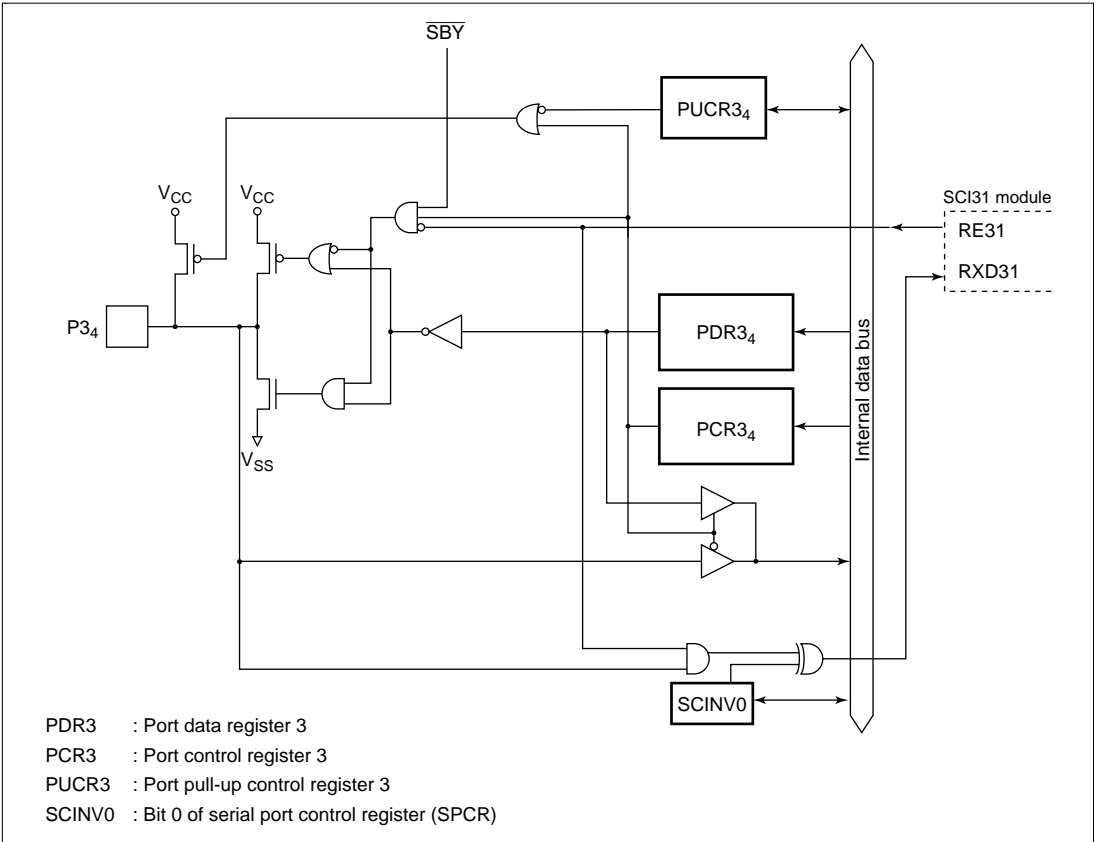 SBY
PUCR3₄
V_CC
V_CC
SCI31 module
RE31
RXD31
P3₄
PDR3₄
PCR3₄
Internal data bus
V_SS
SCINV0
PDR3 : Port data register 3
PCR3 : Port control register 3
PUCR3 : Port pull-up control register 3
SCINV0 : Bit 0 of serial port control register (SPCR)